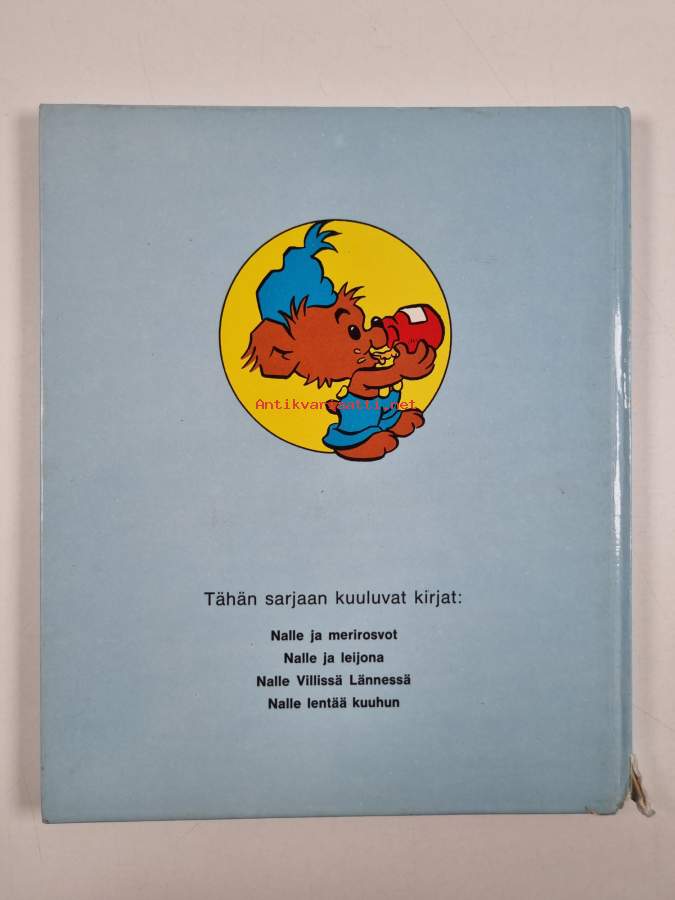 Antikvariaatti.net
Tähän sarjaan kuuluvat kirjat:
Nalle ja merirosvot
Nalle ja leijona
Nalle Villissä Lännessä
Nalle lentää kuuhun